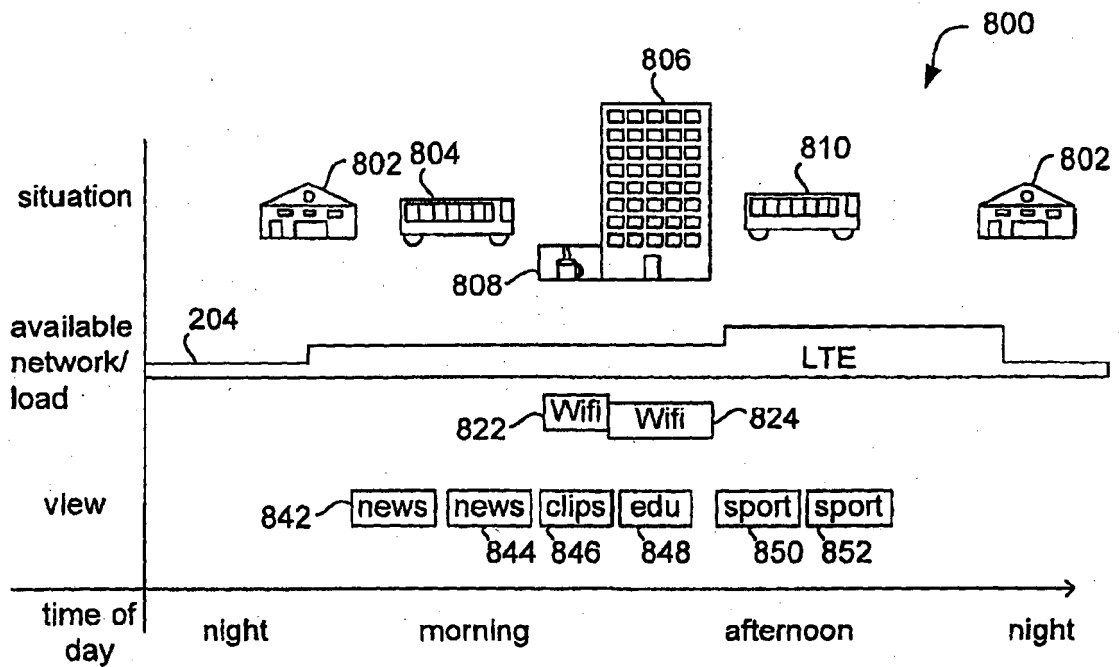 800
806
802
804
810
802
situation
808
available
network/
load
204
LTE
822
Wifi
Wifi
824
view
842
news
news
clips
edu
sport
sport
844
846
848
850
852
time of
day
night
morning
afternoon
night